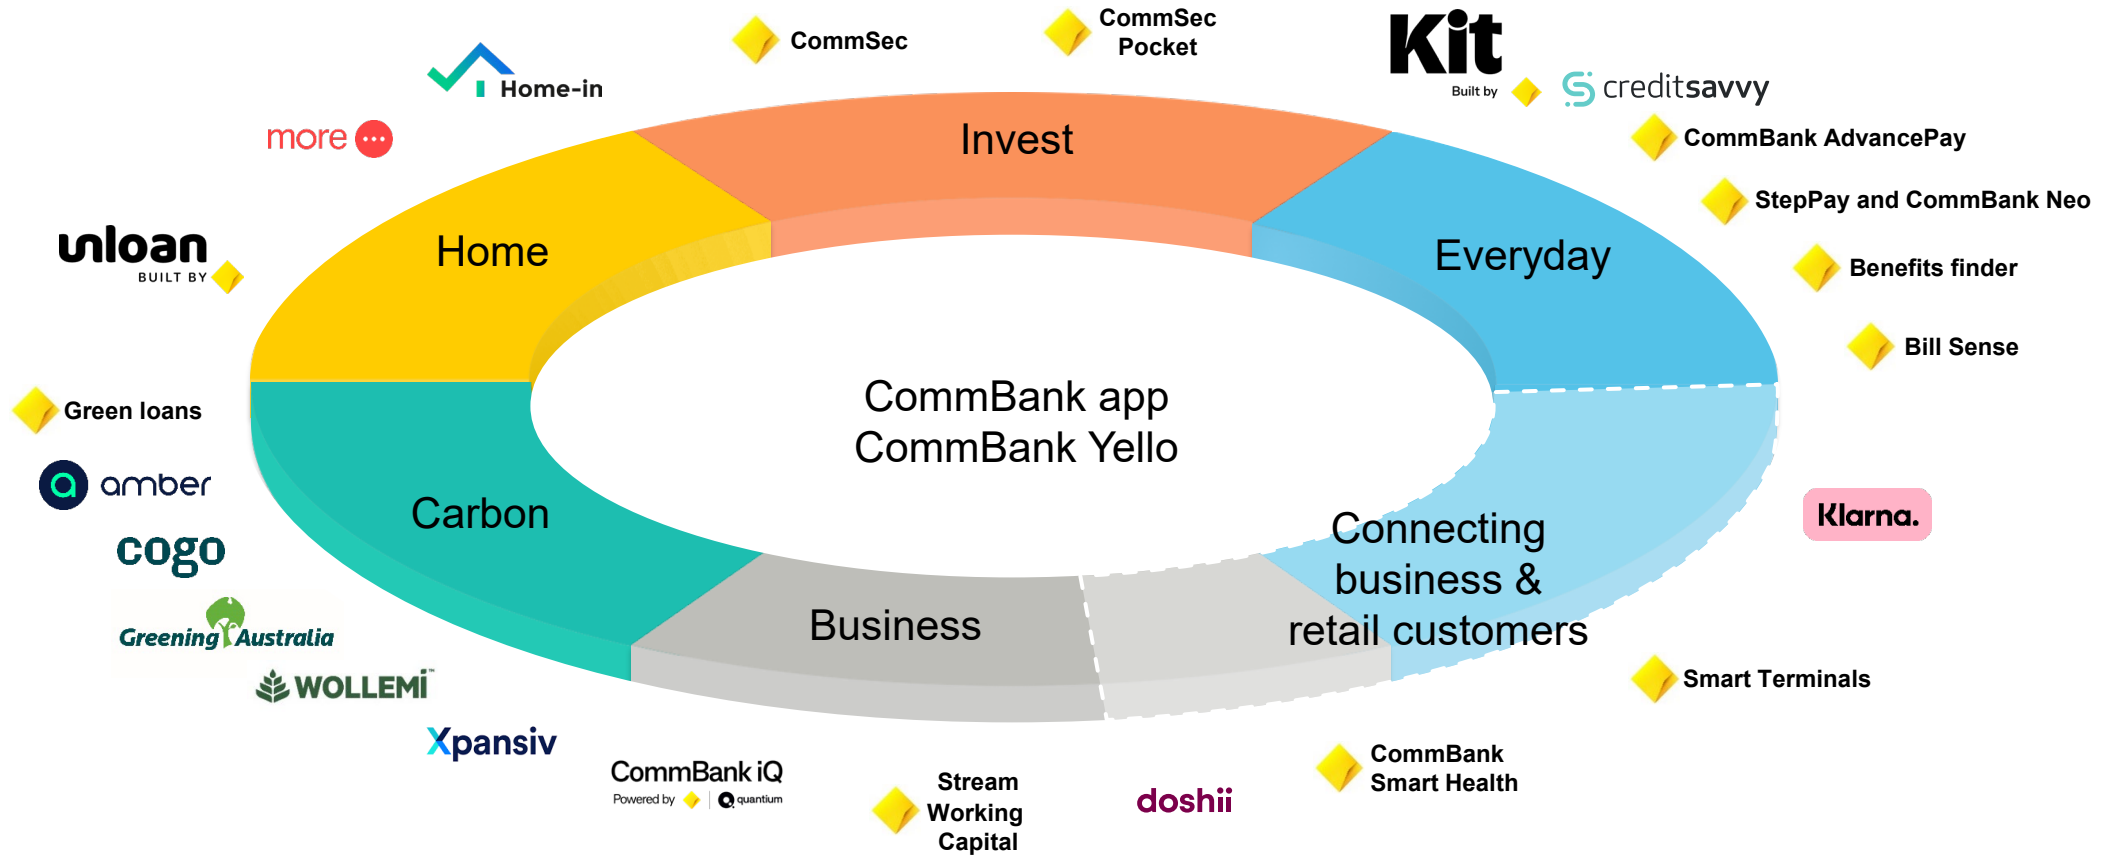 CommSec
CommSec
Pocket
Kit
Built by
creditsavvy
Home-in
more
CommBank AdvancePay
StepPay and CommBank Neo
Benefits finder
Bill Sense
unloan
BUILT BY
Invest
Home
Everyday
CommBank app
CommBank Yello
Green loans
amber
cogo
Greening Australia
WOLLEMI™
Xpansiv
Carbon
Business
Connecting
business &
retail customers
Klarna.
Smart Terminals
CommBank iQ
Powered by
quantium
Stream
Working
Capital
doshii
CommBank
Smart Health